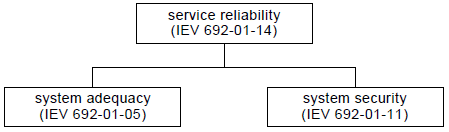 service reliability
(IEV 692-01-14)
system adequacy
(IEV 692-01-05)
system security
(IEV 692-01-11)